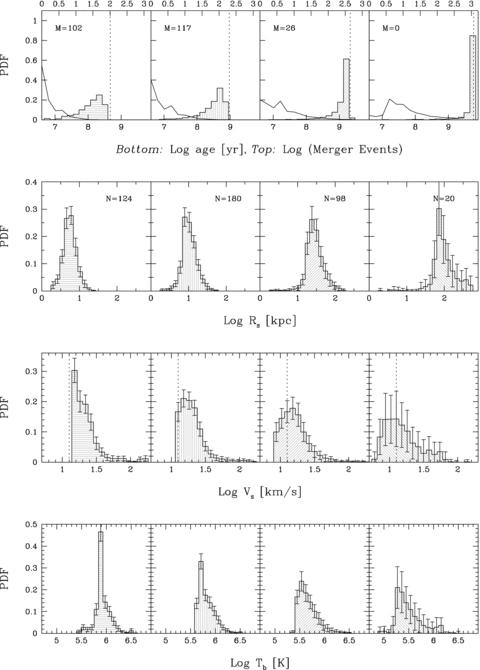 0 0.5 1 1.5 2 2.5 3 0 0.5 1 1.5 2 2.5 3 0 0.5 1 1.5 2 2.5 3 0 0.5 1 1.5 2 2.5 3
PDF
1
0.8
0.6
0.4
0.2
0
M=102 M=117 M=26 M=0
7 8 9 7 8 9 7 8 9 7 8 9
Bottom: Log age [yr], Top: Log (Merger Events)
PDF
0.4
0.3
0.2
0.1
0
N=124 N=180 N=98 N=20
0 1 2 1 2 1 2 1 2
Log Rs [kpc]
PDF
0.3
0.2
0.1
0
1 1.5 2 1 1.5 2 1 1.5 2 1 1.5 2
Log Vs [km/s]
PDF
0.5
0.4
0.3
0.2
0.1
0
5 5.5 6 6.5 5 5.5 6 6.5 5 5.5 6 6.5 5 5.5 6 6.5
Log Tb [K]